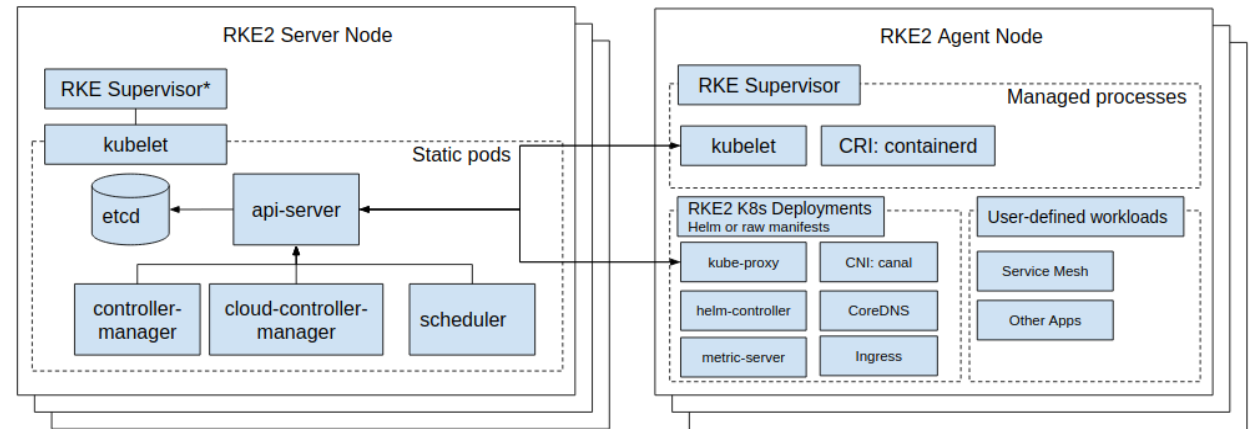 RKE2 Server Node
RKE Supervisor*
kubelet
Static pods
etcd
api-server
controller-
manager
cloud-controller-
manager
scheduler
RKE2 Agent Node
RKE Supervisor
Managed processes
kubelet
CRI: containerd
RKE2 K8s Deployments
Helm or raw manifests
kube-proxy
CNI: canal
helm-controller
CoreDNS
metric-server
Ingress
User-defined workloads
Service Mesh
Other Apps